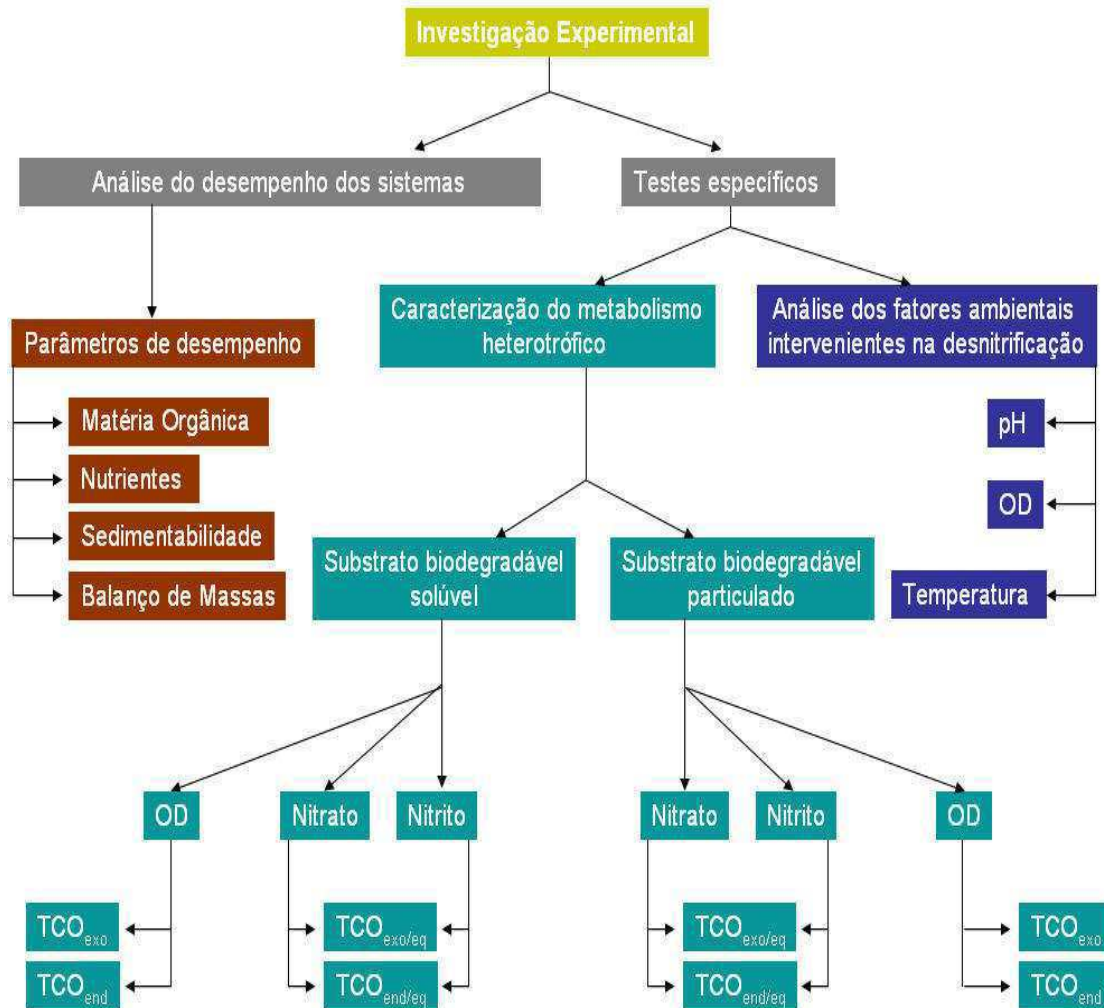 Investigação Experimental
Análise do desempenho dos sistemas
Testes específicos
Parâmetros de desempenho
Caracterização do metabolismo
heterotrófico
Análise dos fatores ambientais
intervenientes na desnitrificação
Matéria Orgânica
Nutrientes
Sedimentabilidade
Balanço de Massas
pH
OD
Temperatura
Substrato biodegradável
solúvel
Substrato biodegradável
particulado
OD
Nitrato
Nitrito
Nitrato
Nitrito
OD
TCOexo
TCOexo/eq
TCOexo/eq
TCOexo
TCOend
TCOend/eq
TCOend/eq
TCOend